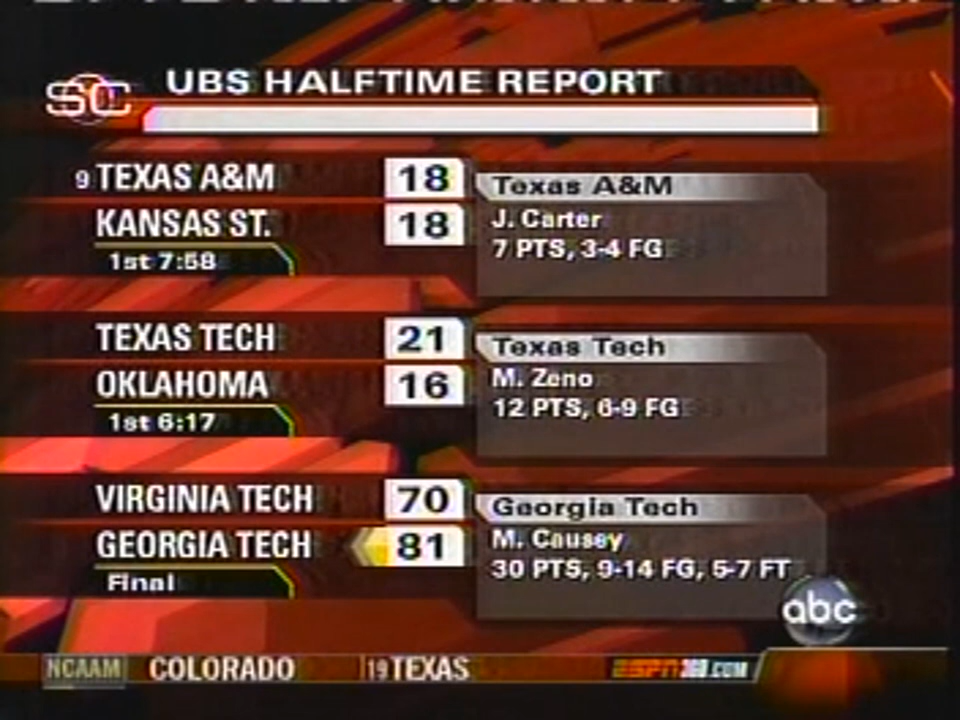 SC UBS HALFTIME REPORT
9 TEXAS A&M 18
KANSAS ST. 18
1st 7:58
Texas A&M
J. Carter
7 PTS, 3-4 FG
TEXAS TECH 21
OKLAHOMA 16
1st 6:17
Texas Tech
M. Zeno
12 PTS, 6-9 FG
VIRGINIA TECH 70
GEORGIA TECH 81
Final
Georgia Tech
M. Causey
30 PTS, 9-14 FG, 5-7 FT
abc
NCAAM COLORADO 19 TEXAS ESPN360.COM